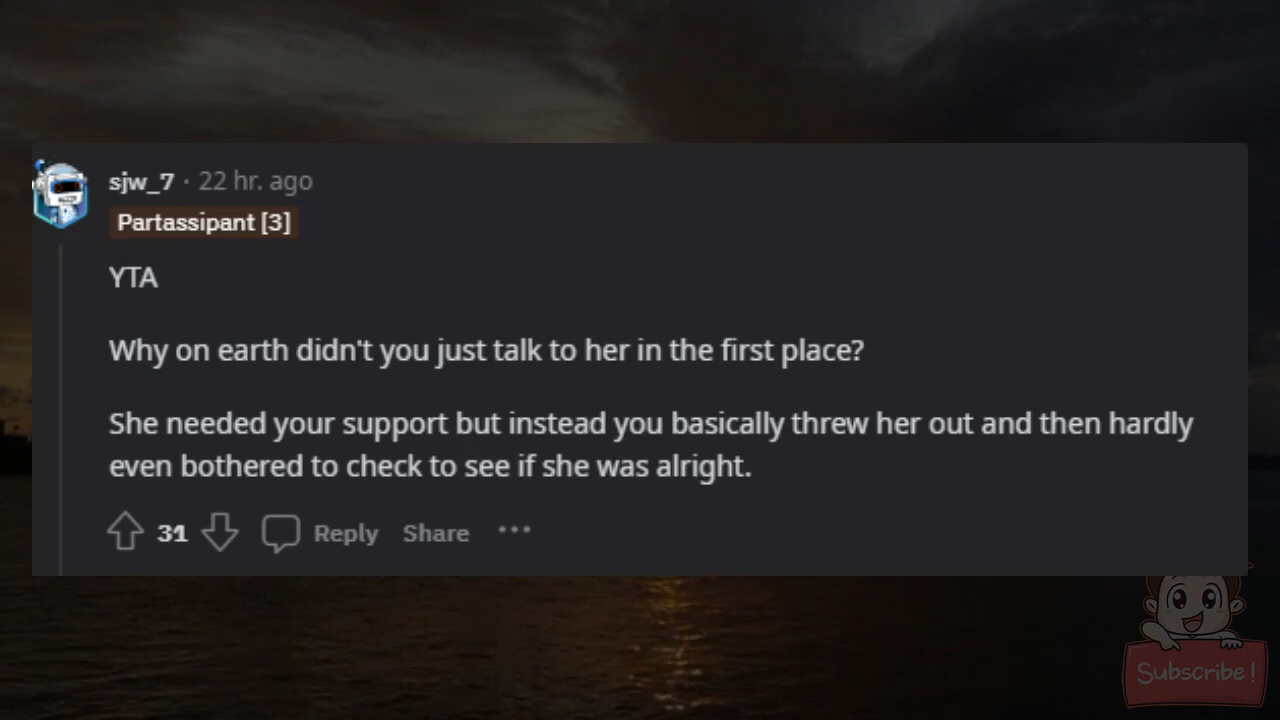 sjw_7 · 22 hr. ago
Partassipant [3]
YTA
Why on earth didn't you just talk to her in the first place?
She needed your support but instead you basically threw her out and then hardly
even bothered to check to see if she was alright.
31 Reply Share ···
Subscribe!